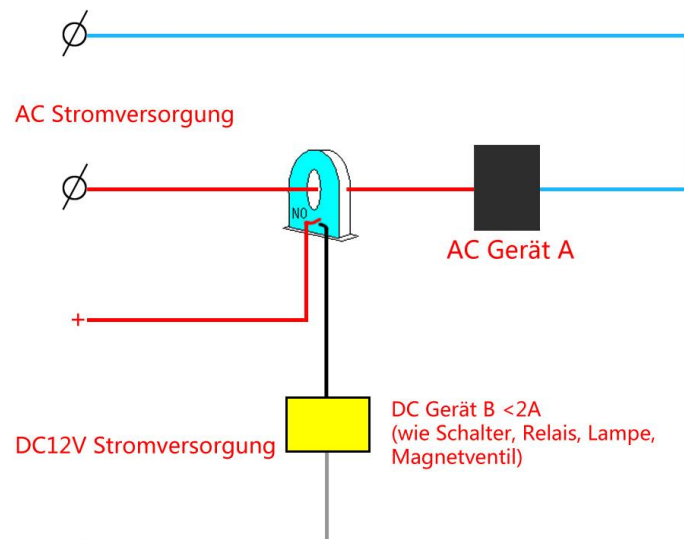 AC Stromversorgung
NO
AC Gerät A
+
DC Gerät B <2A
(wie Schalter, Relais, Lampe,
Magnetventil)
DC12V Stromversorgung